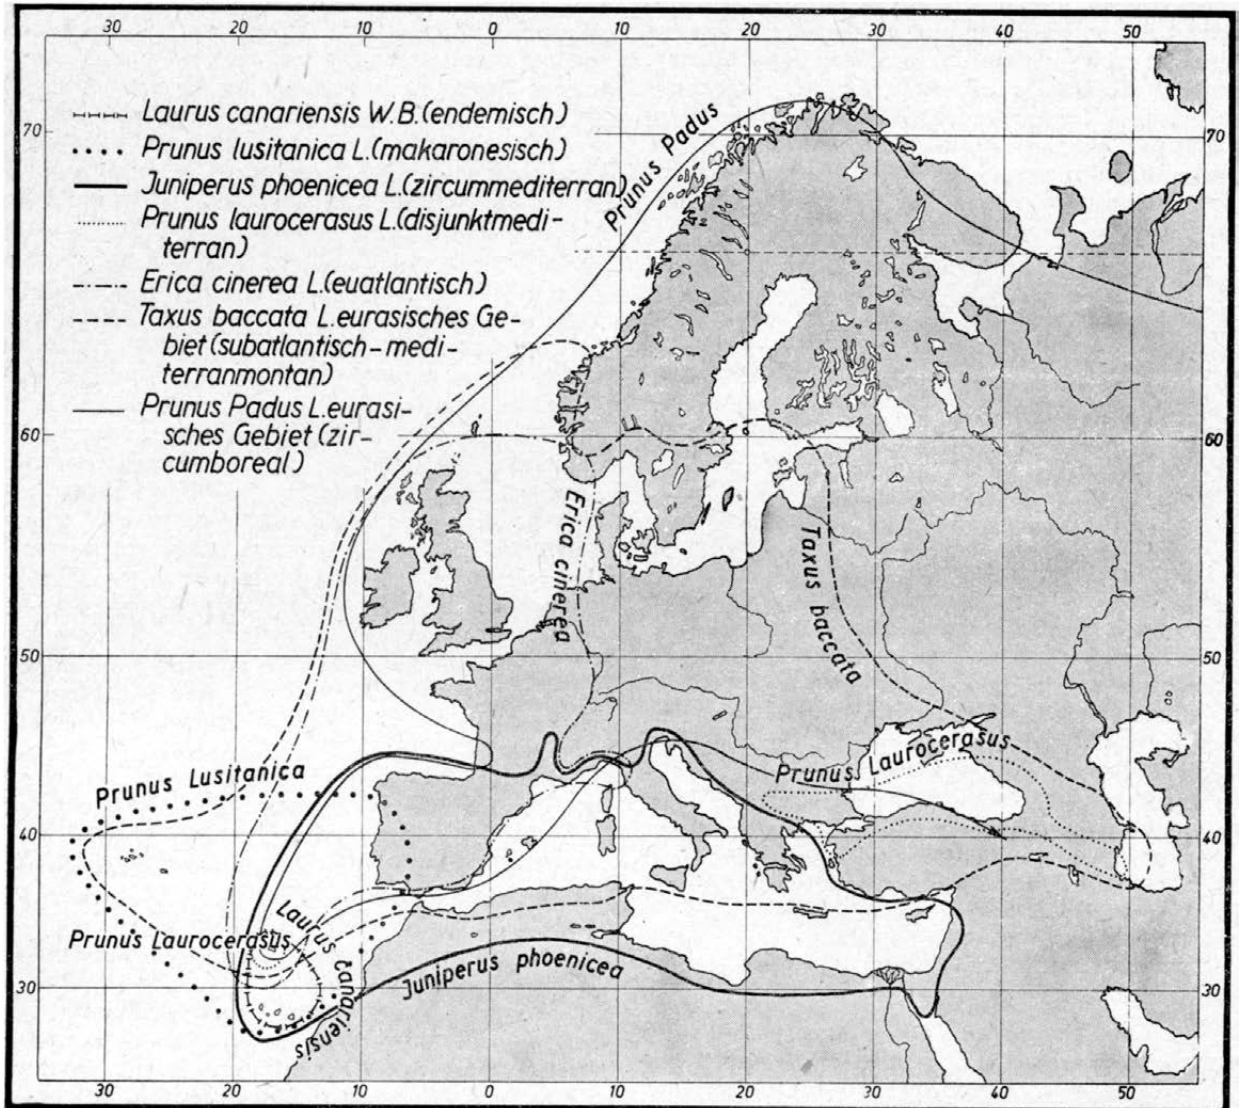 30 20 10 0 10 20 30 40 50
Laurus canariensis W.B.(endemisch)
Prunus lusitanica L.(makaronesisch)
Juniperus phoenicea L.(zircummediterran)
Prunus laurocerasus L.(disjunktmedi-
terran)
Erica cinerea L.(euatlantisch)
Taxus baccata L.eurasisches Ge-
biet(subatlantisch-medi-
terranmontan)
Prunus Padus L.eurasi-
sches Gebiet(zir-
cumboreal)
70
70
Prunus Padus
60
60
Erica cinerea
Taxus baccata
50
50
Prunus Laurocerasus
Prunus Lusitanica
40
40
Laurus canariensis
Prunus Laurocerasus
Juniperus phoenicea
30
30
30 20 10 0 10 20 30 40 50